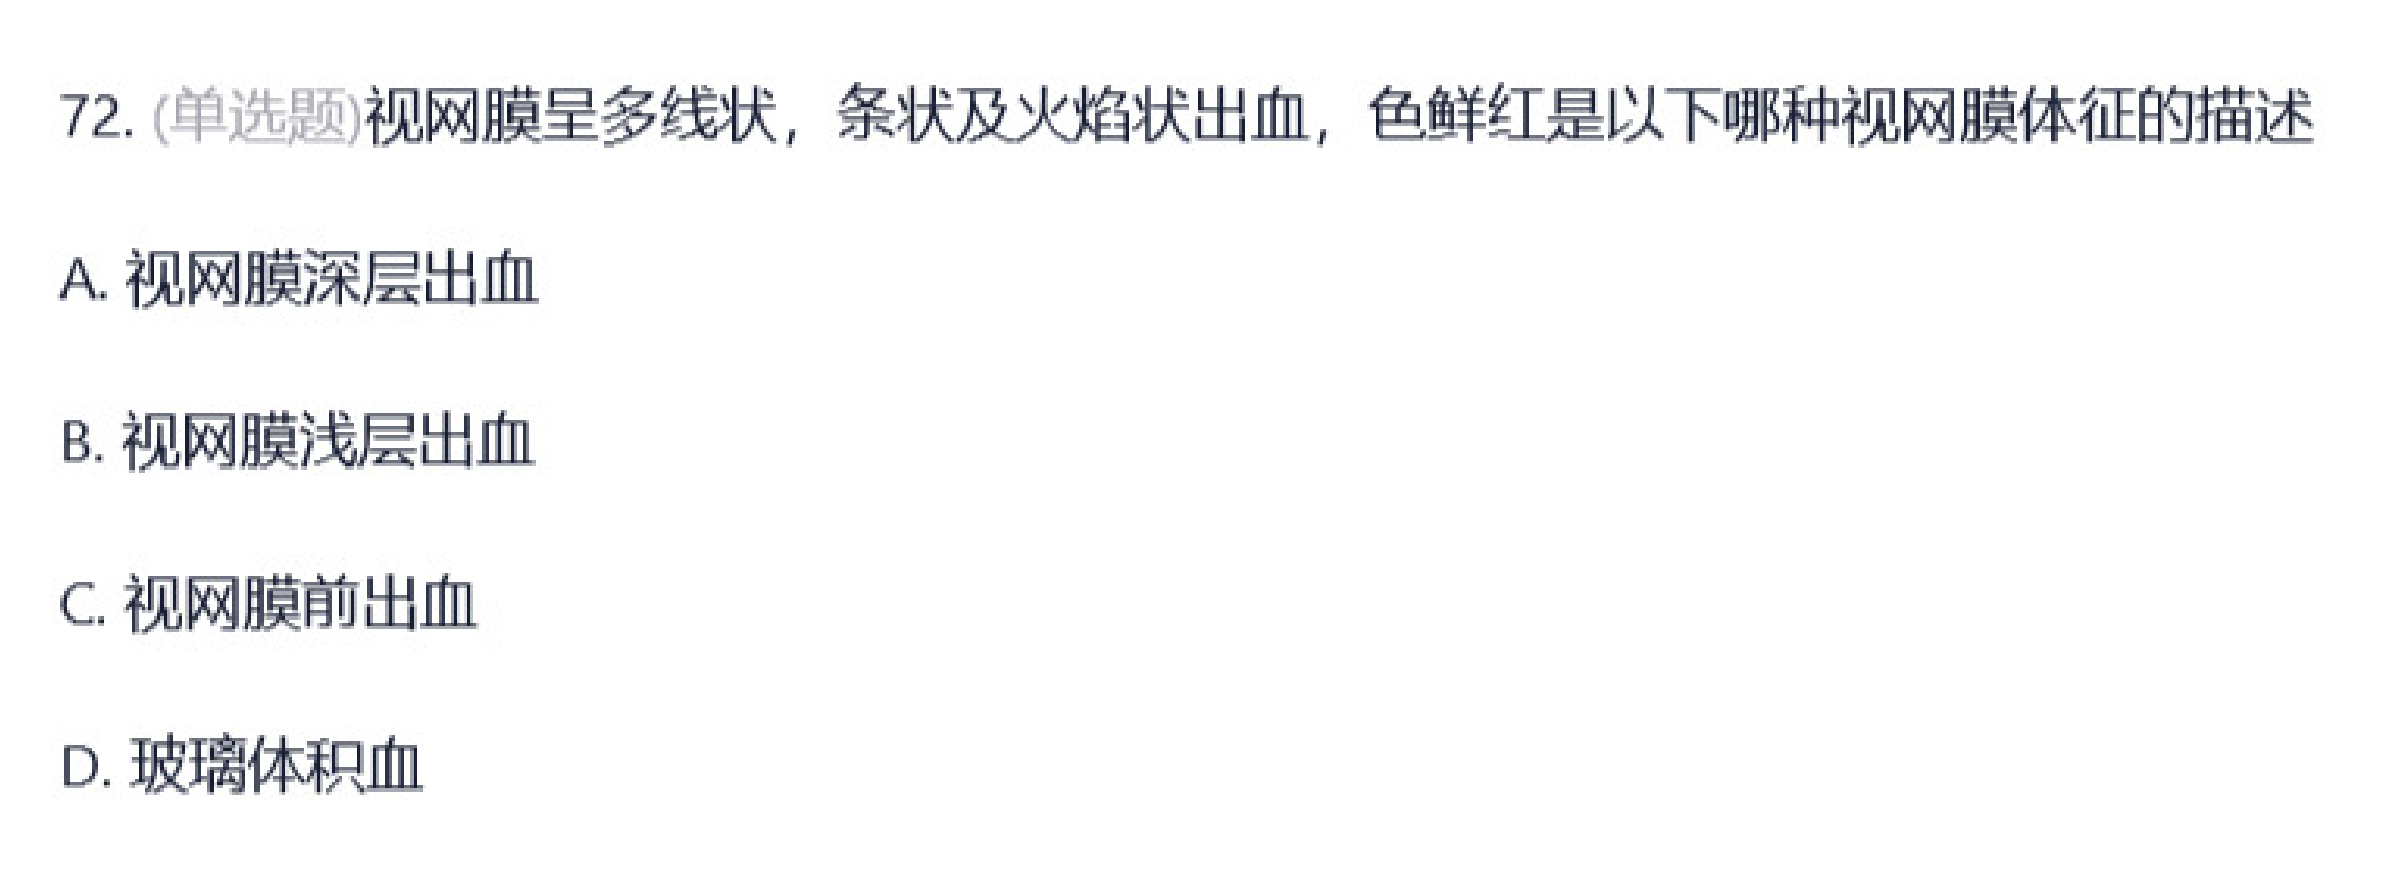 72. (单选题)视网膜呈多线状，条状及火焰状出血，色鲜红是以下哪种视网膜体征的描述
A. 视网膜深层出血
B. 视网膜浅层出血
C. 视网膜前出血
D. 玻璃体积血